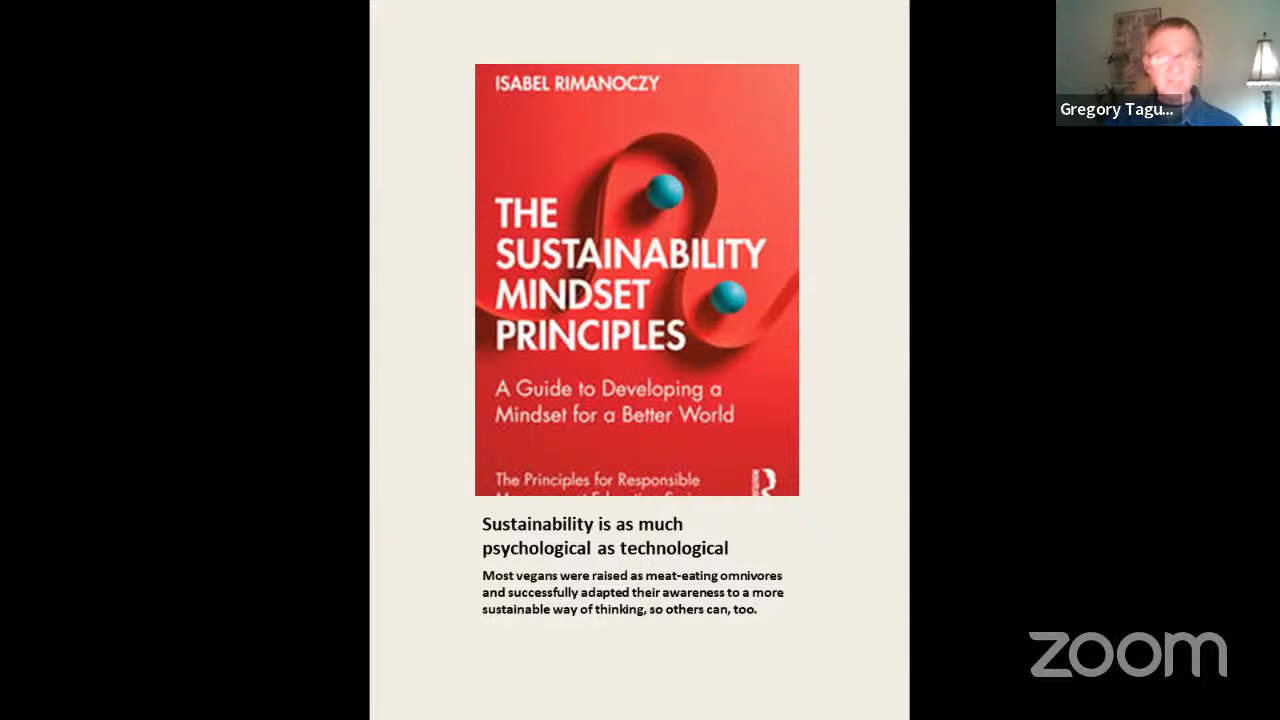 ISABEL RIMANOCZY
THE
SUSTAINABILITY
MINDSET
PRINCIPLES
A Guide to Developing a
Mindset for a Better World
The Principles for Responsible
Sustainability is as much
psychological as technological
Most vegans were raised as meat-eating omnivores
and successfully adapted their awareness to a more
sustainable way of thinking, so others can, too.
Gregory Tagu...
zoom